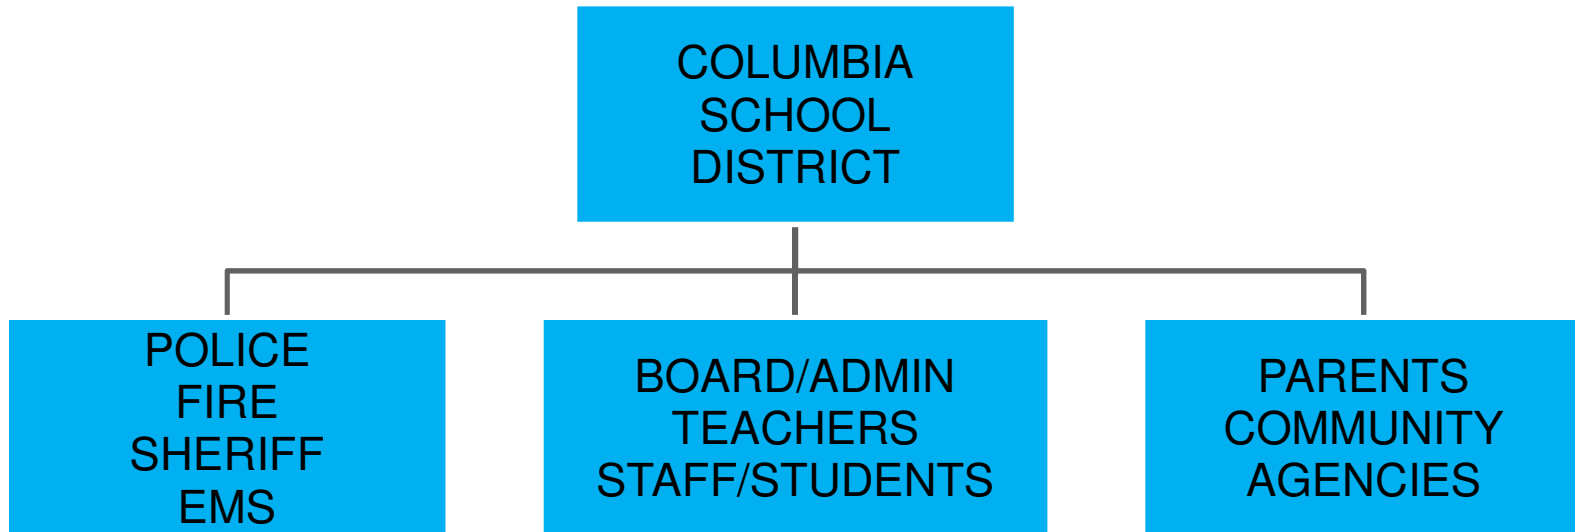 COLUMBIA
SCHOOL
DISTRICT
POLICE
FIRE
SHERIFF
EMS
BOARD/ADMIN
TEACHERS
STAFF/STUDENTS
PARENTS
COMMUNITY
AGENCIES